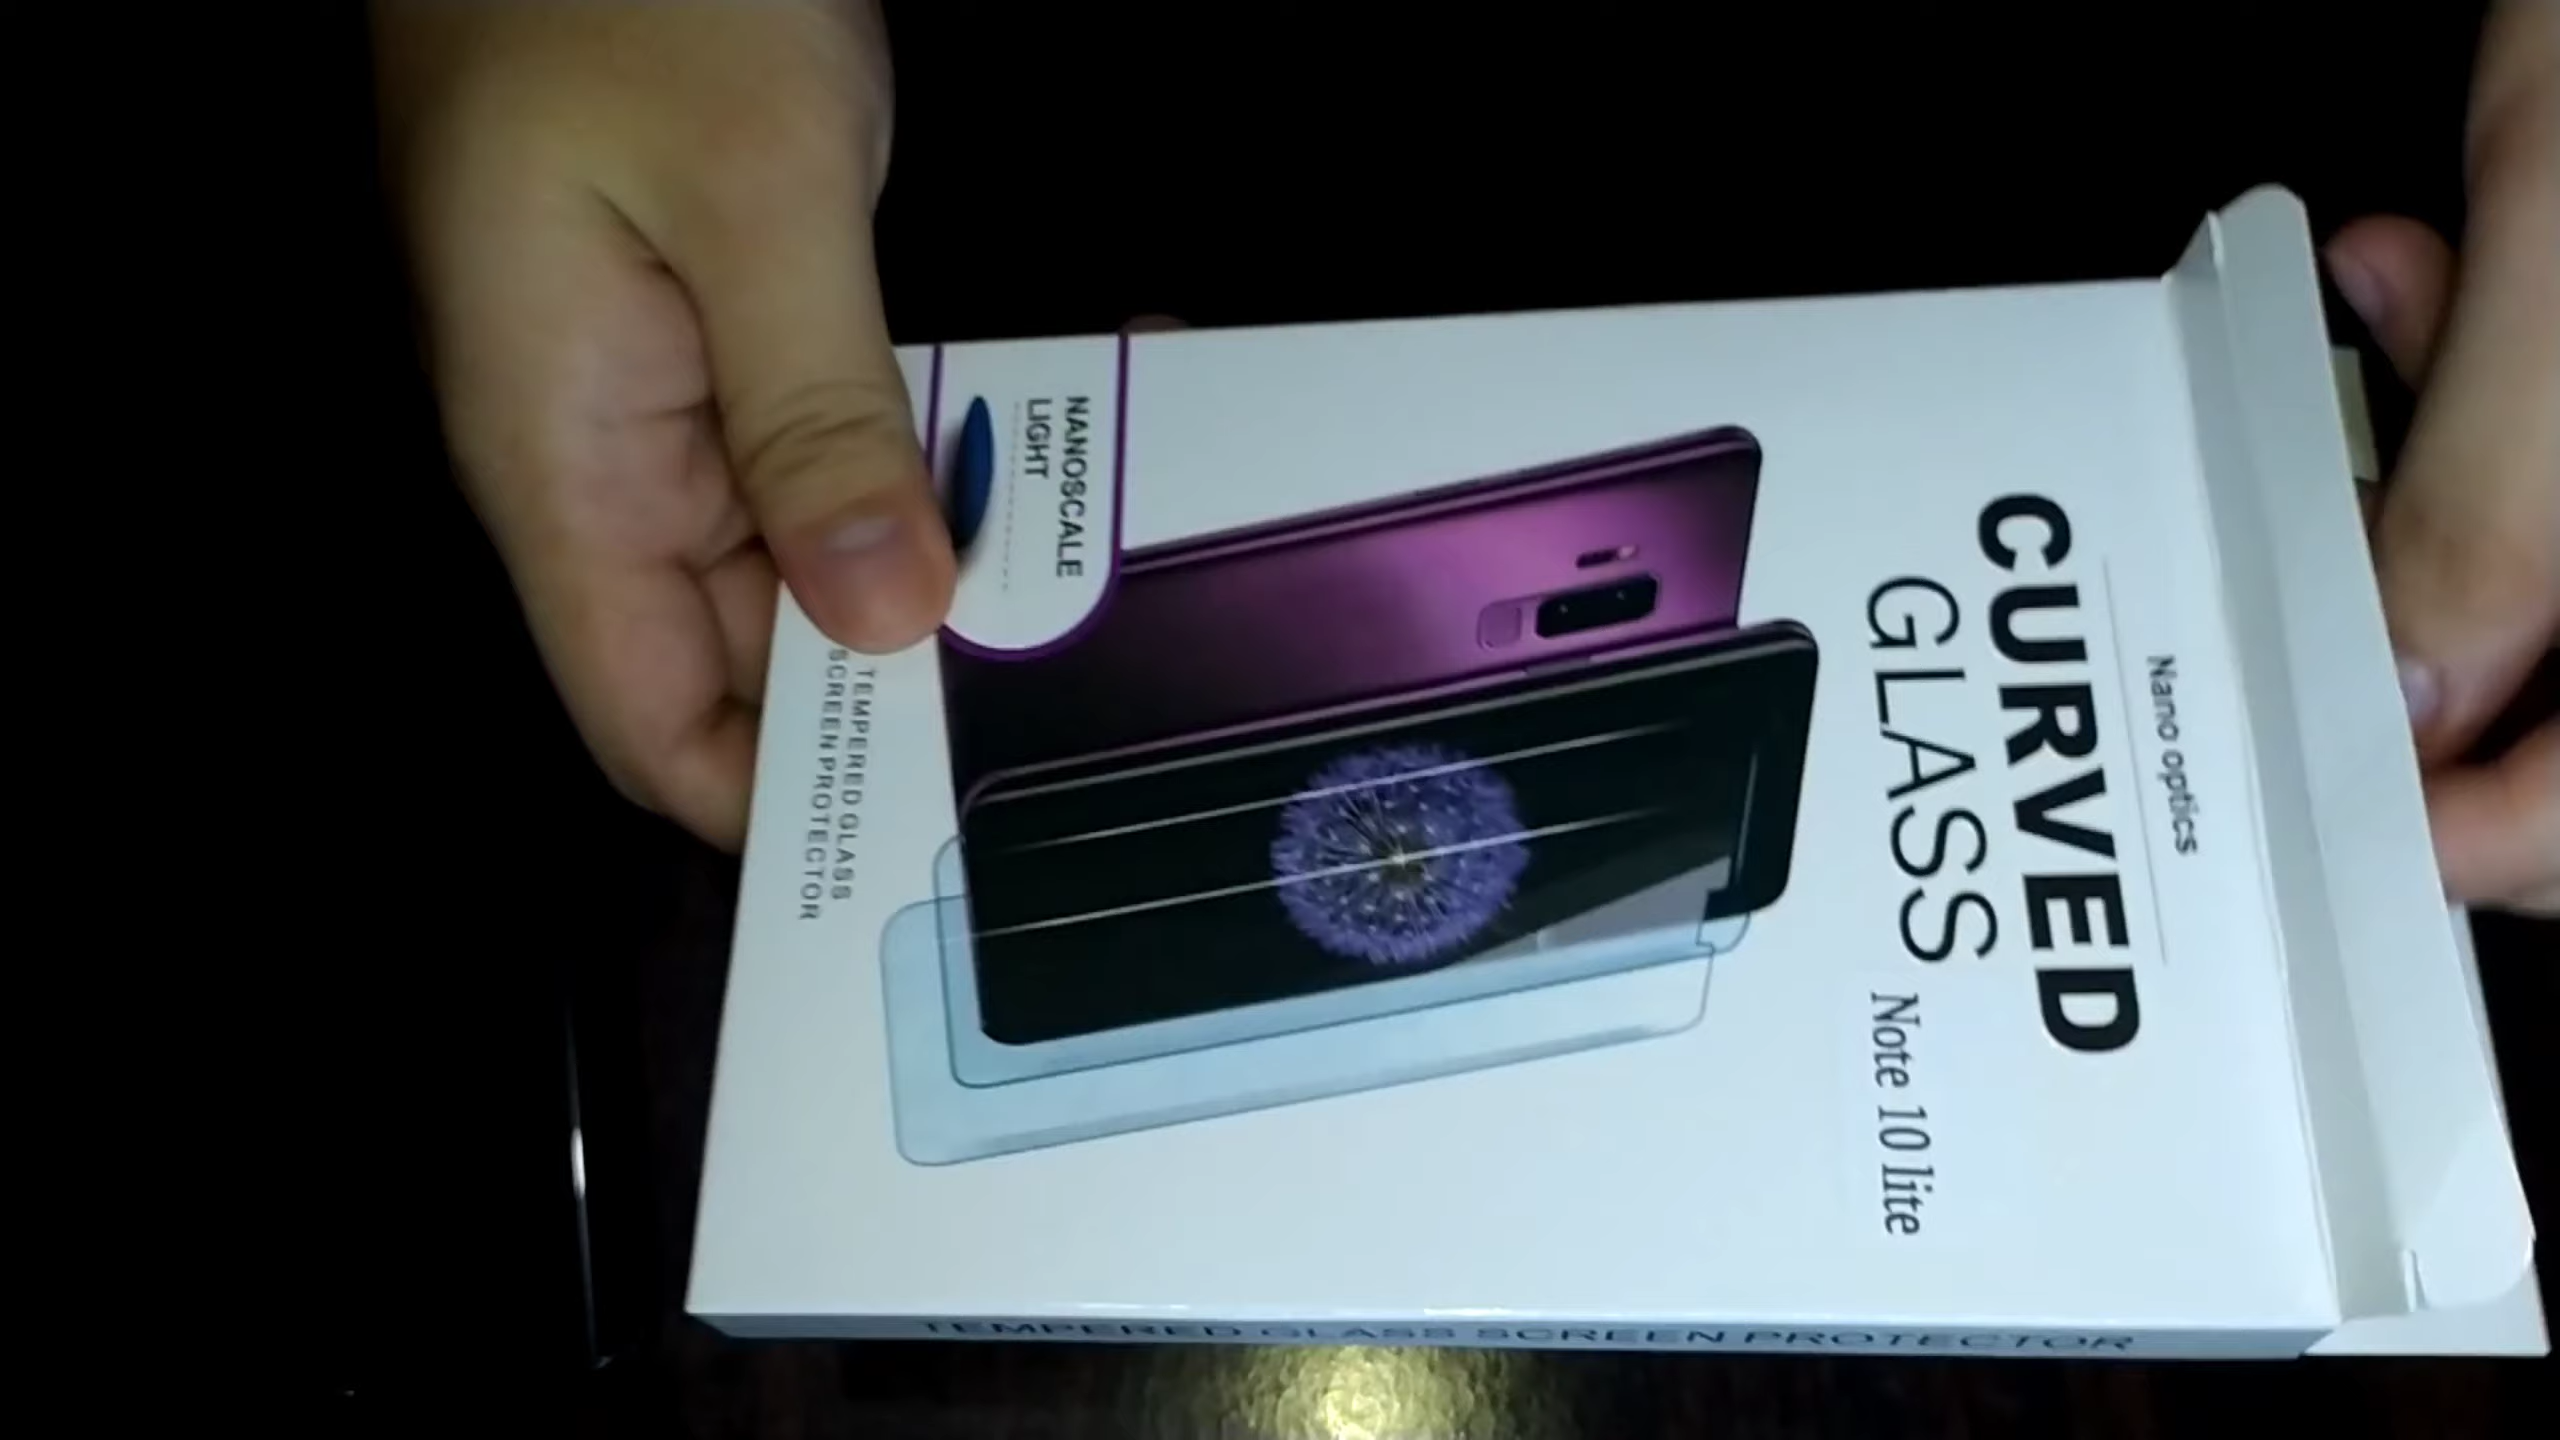 Nano optics
CURVED
GLASS Note 10 lite
NANOSCALE
LIGHT
TEMPERED GLASS
SCREEN PROTECTOR
TEMPERED GLASS SCREEN PROTECTOR